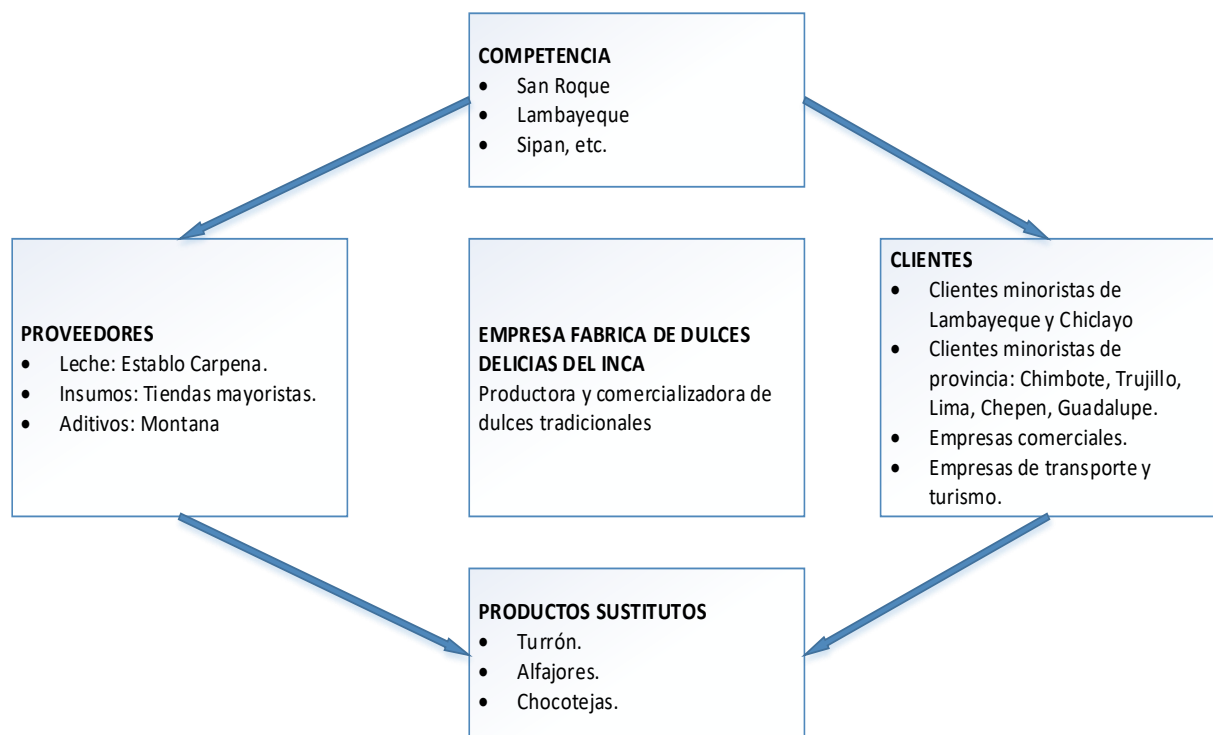 COMPETENCIA
• San Roque
• Lambayeque
• Sipan, etc.
PROVEEDORES
• Leche: Establo Carpena.
• Insumos: Tiendas mayoristas.
• Aditivos: Montana
EMPRESA FABRICA DE DULCES
DELICIAS DEL INCA
Productora y comercializadora de
dulces tradicionales
CLIENTES
• Clientes minoristas de
Lambayeque y Chiclayo
• Clientes minoristas de
provincia: Chimbote, Trujillo,
Lima, Chepen, Guadalupe.
• Empresas comerciales.
• Empresas de transporte y
turismo.
PRODUCTOS SUSTITUTOS
• Turrón.
• Alfajores.
• Chocotejas.